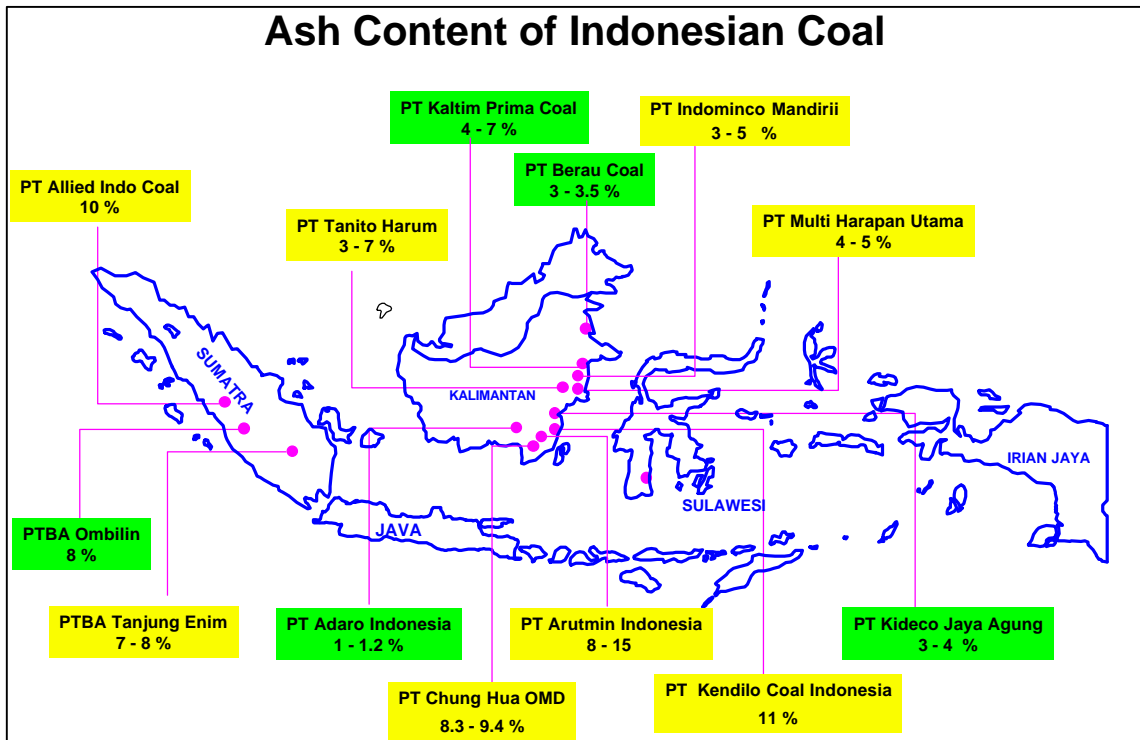 Ash Content of Indonesian Coal
PT Kaltim Prima Coal
4 - 7 %
PT Indominco Mandirii
3 - 5 %
PT Berau Coal
3 - 3.5 %
PT Allied Indo Coal
10 %
PT Tanito Harum
3 - 7 %
PT Multi Harapan Utama
4 - 5 %
SUMATRA
KALIMANTAN
IRIAN JAYA
SULAWESI
JAVA
PTBA Ombilin
8 %
PTBA Tanjung Enim
7 - 8 %
PT Adaro Indonesia
1 - 1.2 %
PT Arutmin Indonesia
8 - 15
PT Kideco Jaya Agung
3- 4 %
PT Chung Hua OMD
8.3 - 9.4 %
PT Kendilo Coal Indonesia
11 %